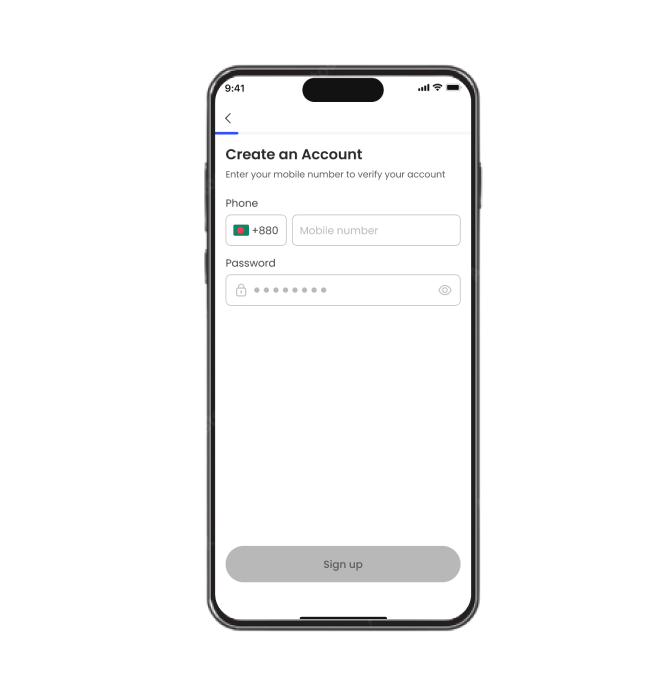 9:41
Create an Account
Enter your mobile number to verify your account
Phone
+880 Mobile number
Password
Sign up